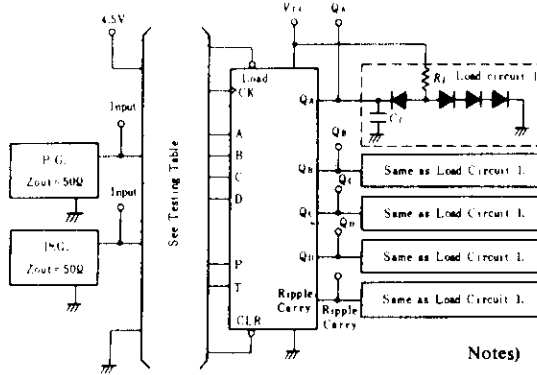 4.5V
Input
P.G.
Zout=50Ω
Input
P.G.
Zout=50Ω
See Testing Table
Load
CK
A
B
C
D
P
T
CLR
Vcc
QA
QA
RL
Load circuit 1.
CL
QB
QB
Same as Load Circuit 1.
QC
QC
Same as Load Circuit 1.
QD
QD
Same as Load Circuit 1.
Ripple
Carry
Ripple
Carry
Same as Load Circuit 1.
Notes)